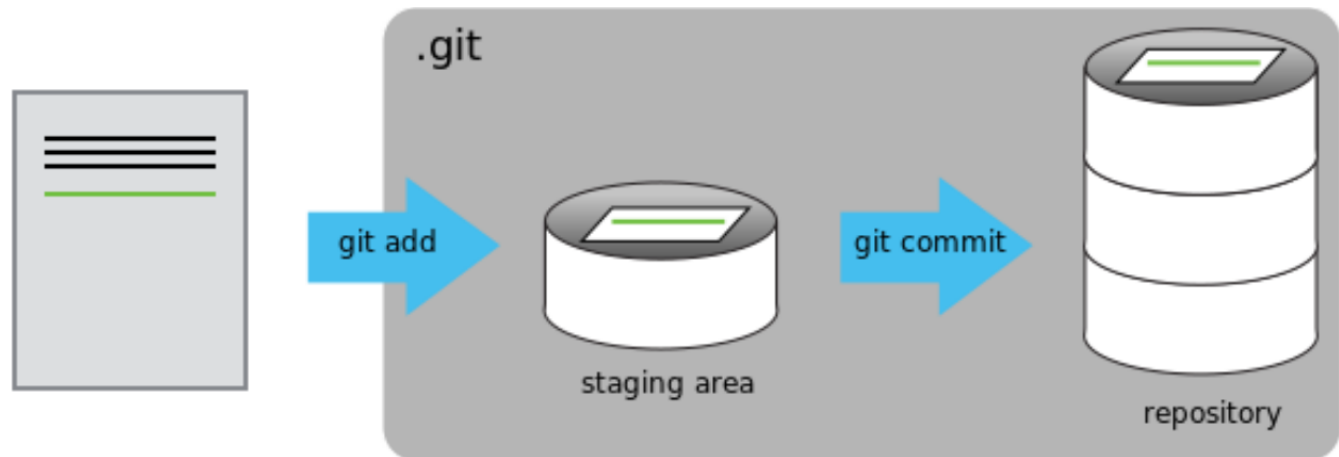 .git
git add
git commit
staging area
repository